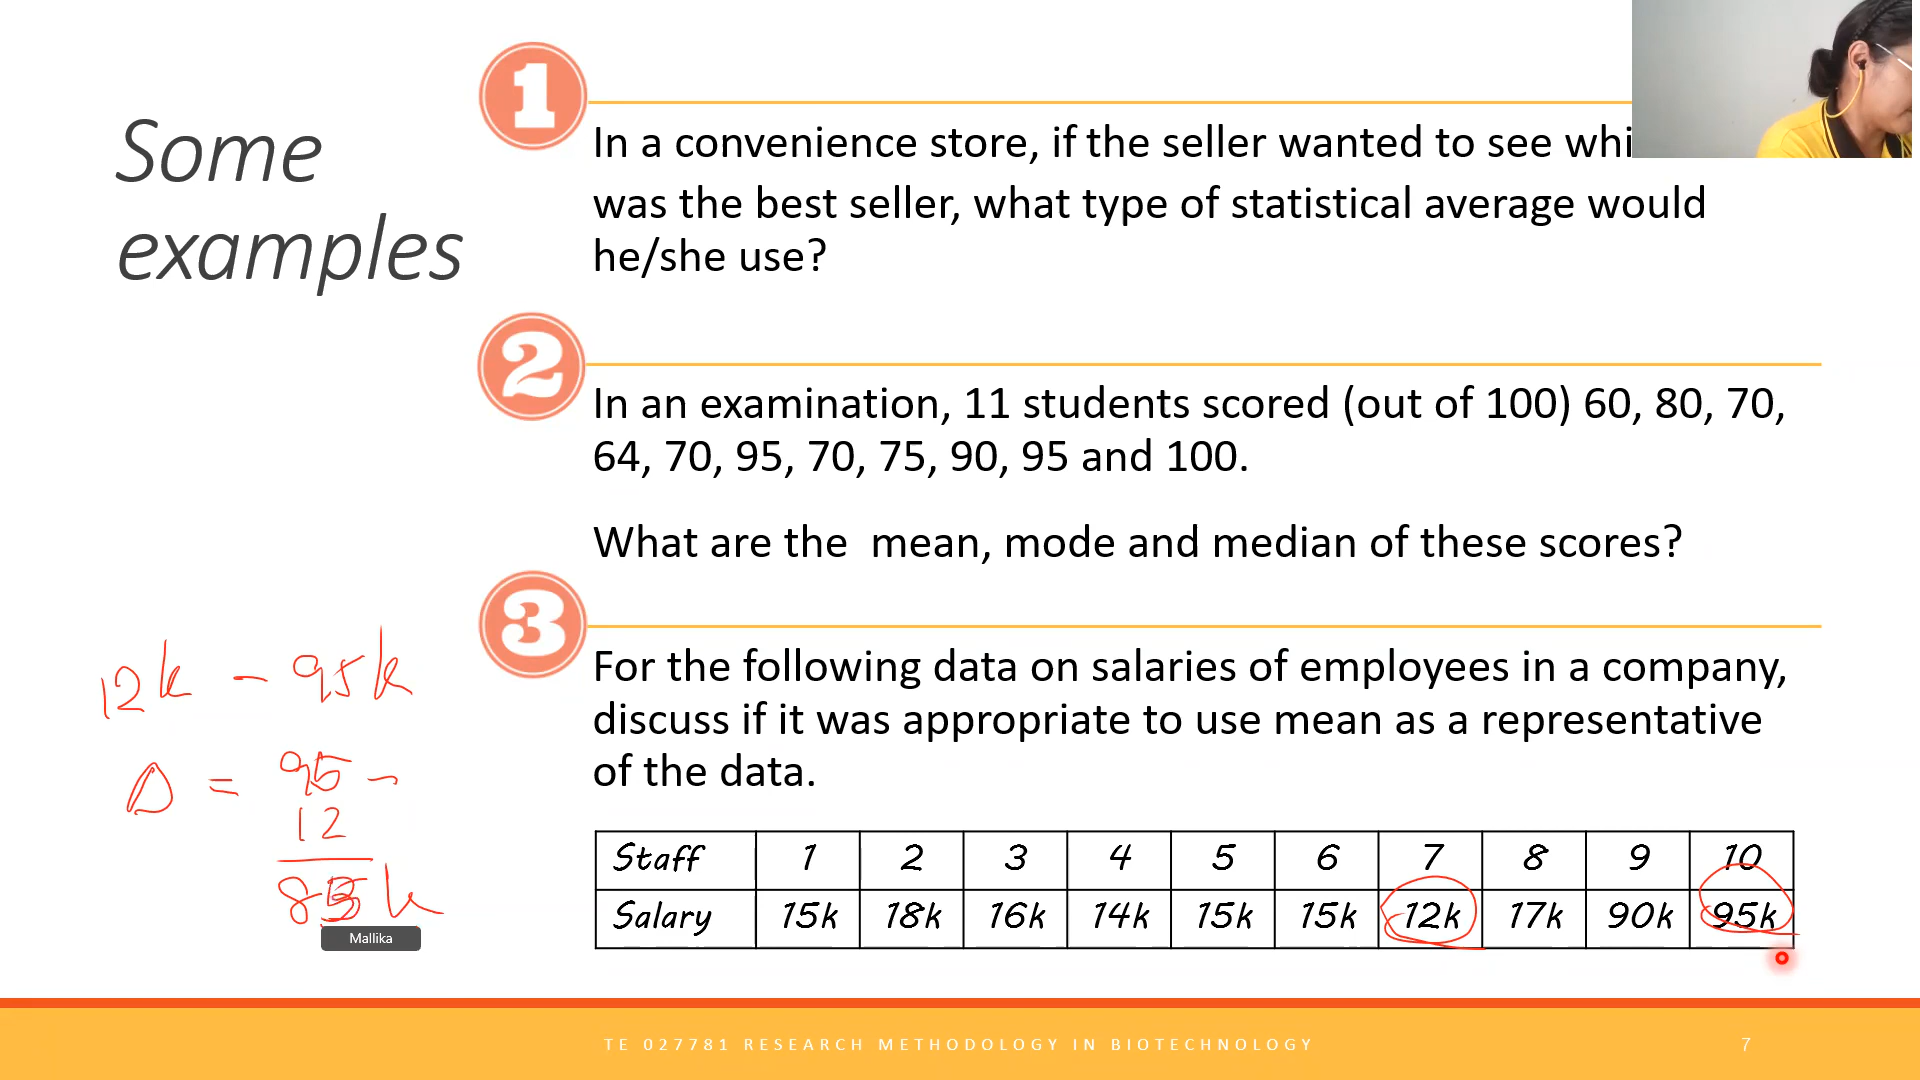 Some
examples
1
In a convenience store, if the seller wanted to see
was the best seller, what type of statistical average would
he/she use?
2
In an examination, 11 students scored (out of 100) 60, 80, 70,
64, 70, 95, 70, 75, 90, 95 and 100.
What are the mean, mode and median of these scores?
3
For the following data on salaries of employees in a company,
discuss if it was appropriate to use mean as a representative
of the data.
Staff 1 2 3 4 5 6 7 8 9 10
Salary 15k 18k 16k 14k 15k 15k 12k 17k 90k 95k
12k - 95k
Δ = 95 -
12
k
Mallika
TE 027781 RESEARCH METHODOLOGY IN BIOTECHNOLOGY
7